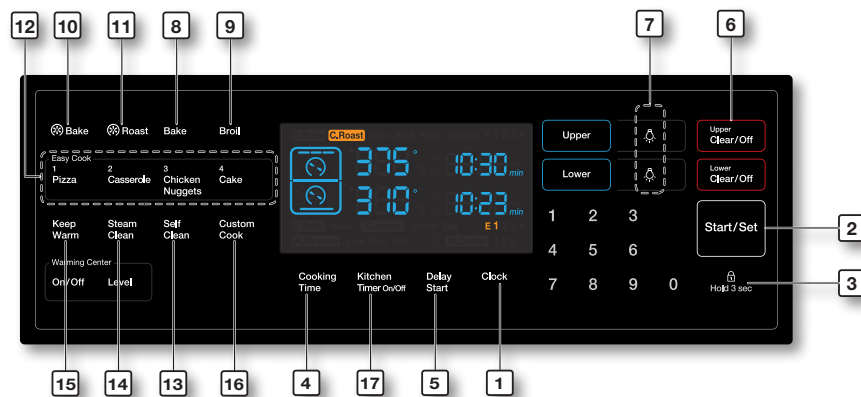 12 10 11 8 9 7 6
Bake Roast Bake Broil
C.Roast
Upper
Upper
Clear/Off
Easy Cook
1 2 3 4
Pizza Casserole Chicken Nuggets Cake
375° 10:30 min
310° 10:23 min
E 1
Lower
Lower
Clear/Off
Keep Warm
Steam Clean
Self Clean
Custom Cook
1 2 3
4 5 6
7 8 9 0
Start/Set
2
Hold 3 sec
3
Warming Center
On/Off Level
Cooking Time
Kitchen Timer On/Off
Delay Start
Clock
15 14 13 16 4 17 5 1